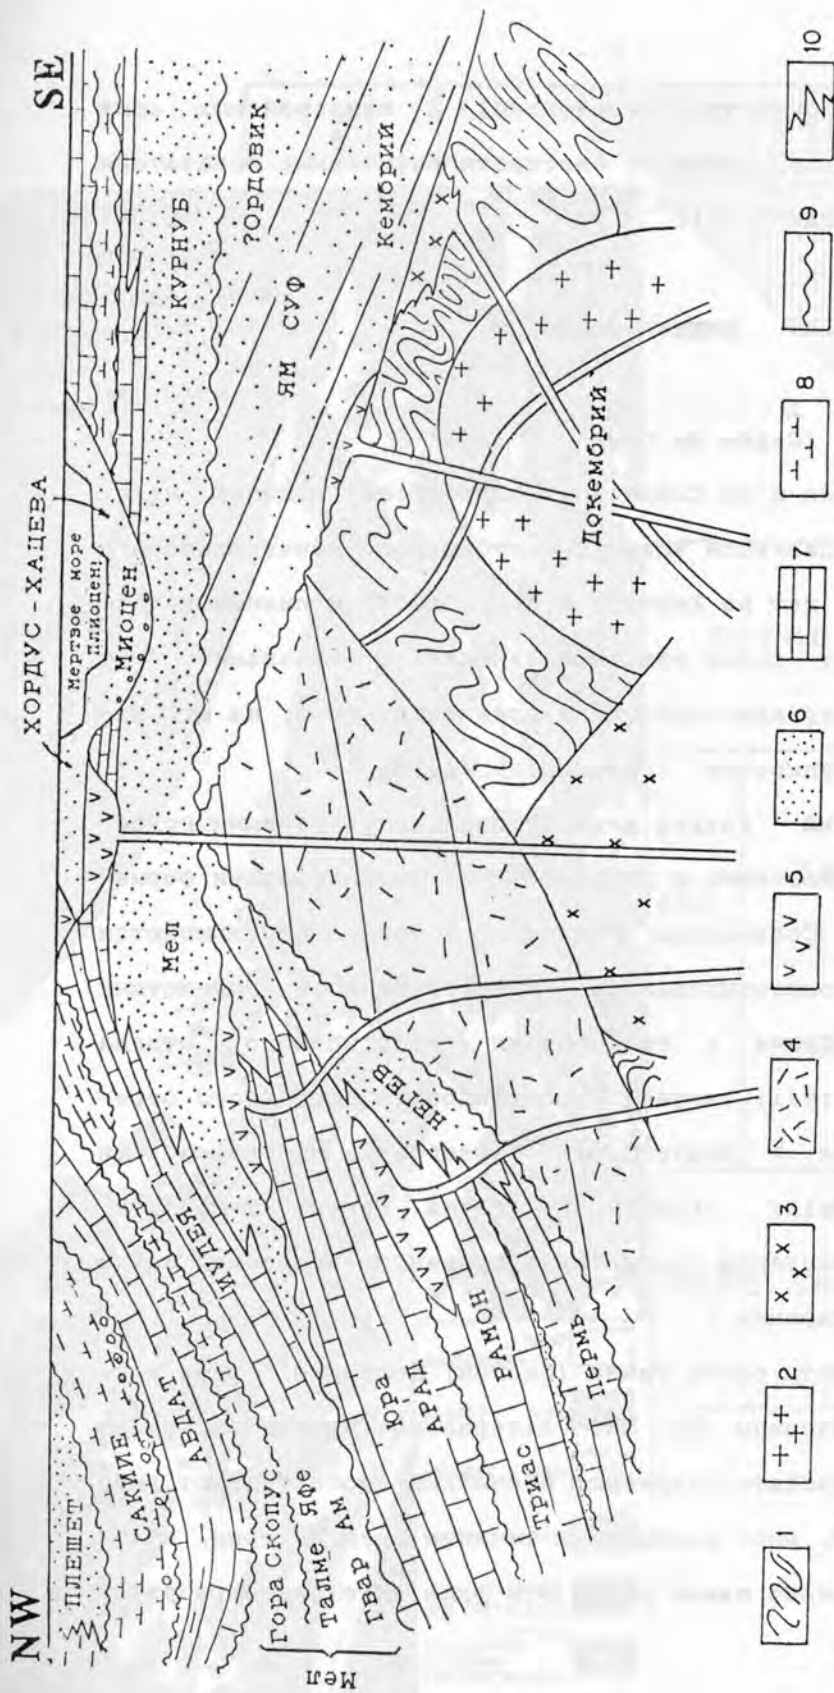 NW
SE
ПЛЕШЕТ
САКИЕ
АВДАТ
ИУДЕЯ
ГОРА СКОПУС
ТАЛМЕ ЯФЕ
ГВАР АМ
Мел
Юра
АРАД
РАМОН
Триас
Пермь
НЕГЕВ
Мел
ХОРДУС - ХАЦЕВА
Мертвое море
плиоцен!
Миоцен
КУРНУБ
?ОРДОВИК
ЯМ СУФ
Кембрий
Докембрий
1 2 3 4 5 6 7 8 9 10